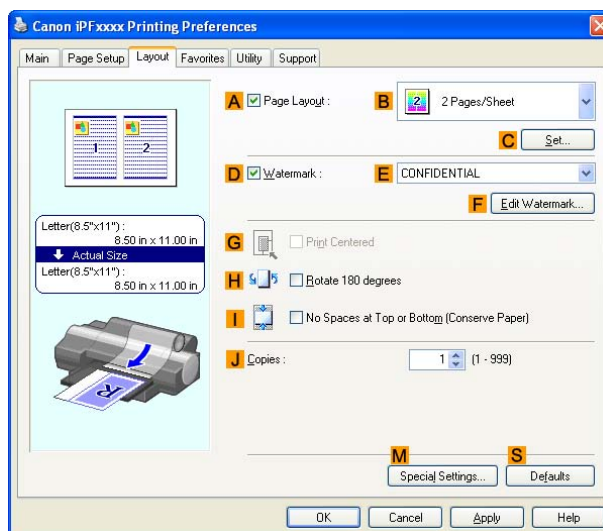 Canon iPFxxxx Printing Preferences
Main Page Setup Layout Favorites Utility Support
1 2
Letter(8.5"x11") :
8.50 in x 11.00 in
Actual Size
Letter(8.5"x11") :
8.50 in x 11.00 in
R
A Page Layout : B 2 2 Pages/Sheet
C Set...
D Watermark : E CONFIDENTIAL
F Edit Watermark...
G Print Centered
H Rotate 180 degrees
I No Spaces at Top or Bottom (Conserve Paper)
J Copies : 1 (1 - 999)
M S
Special Settings... Defaults
OK Cancel Apply Help